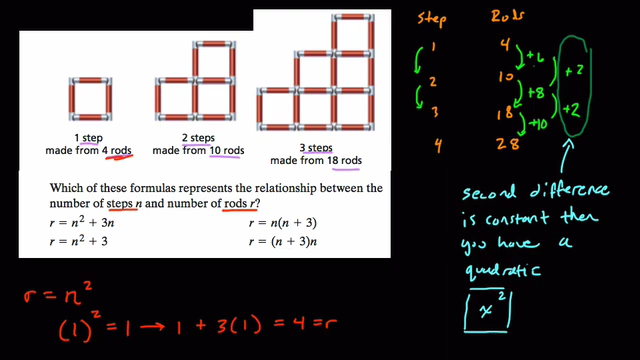 1 step
made from 4 rods
2 steps
made from 10 rods
3 steps
made from 18 rods
Which of these formulas represents the relationship between the
number of steps n and number of rods r?
r = n² + 3n
r = n(n + 3)
r = n² + 3
r = (n + 3)n
r = n²
(1)² = 1 → 1 + 3(1) = 4 = r
Step Rods
1 4
+6
2 10
+2
+8
3 18
+2
+10
4 28
second difference
is constant then
you have a
quadratic
x²